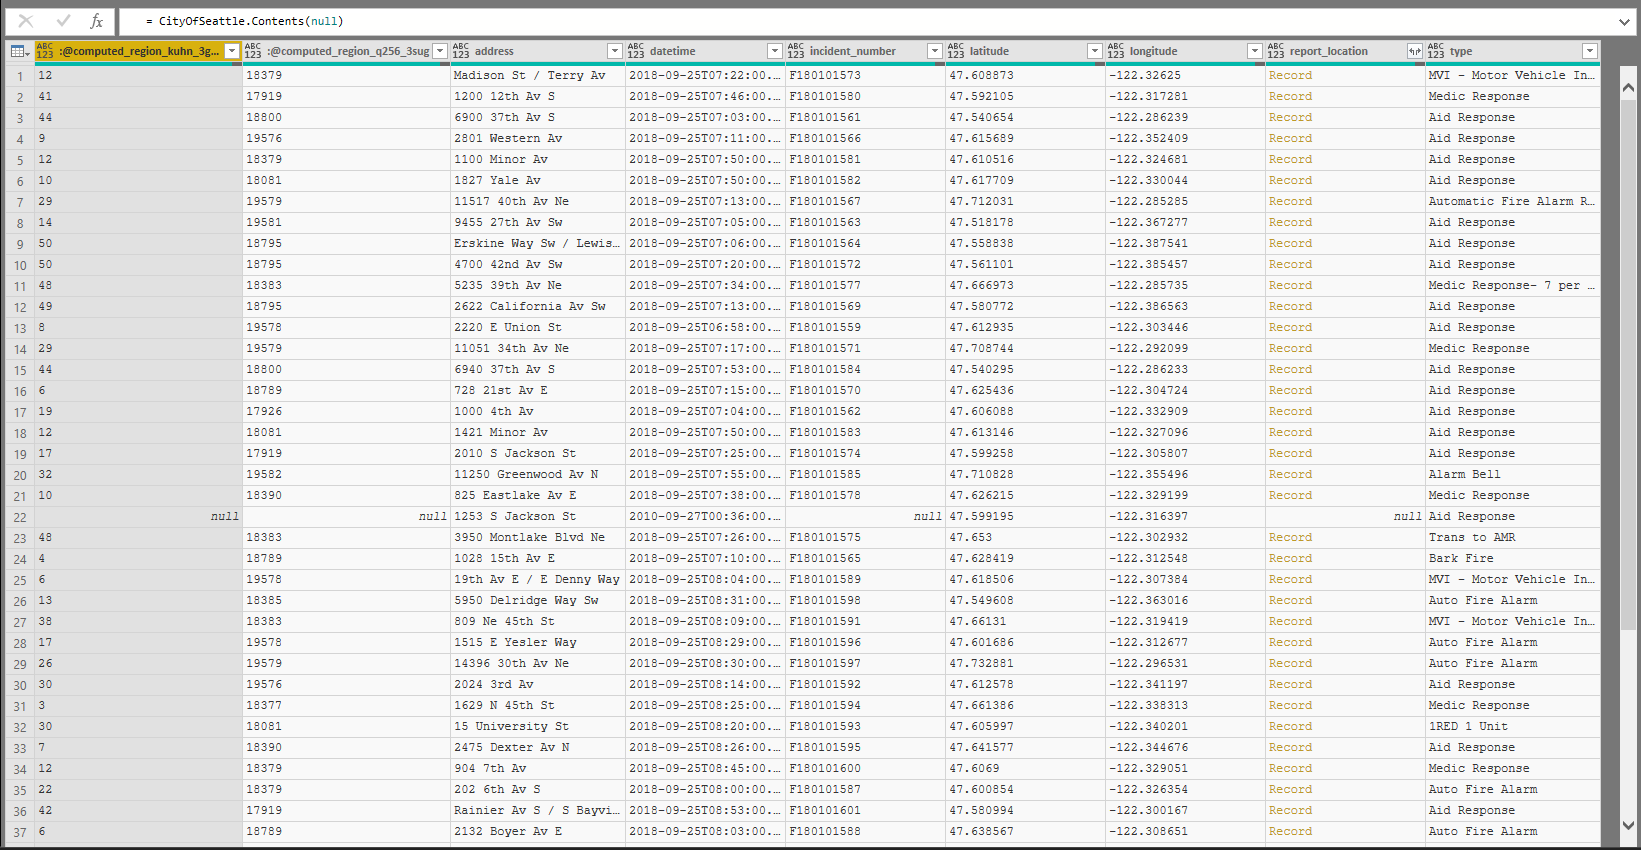 fx = CityOfSeattle.Contents(null)
ABC 123 :@computed_region_kuhn_3g... ABC 123 :@computed_region_q256_3sug ABC 123 address ABC 123 datetime ABC 123 incident_number ABC 123 latitude ABC 123 longitude ABC 123 report_location ABC 123 type
1 12 18379 Madison St / Terry Av 2018-09-25T07:22:00.... F180101573 47.608873 -122.32625 Record MVI - Motor Vehicle In...
2 41 17919 1200 12th Av S 2018-09-25T07:46:00.... F180101580 47.592105 -122.317281 Record Medic Response
3 44 18800 6900 37th Av S 2018-09-25T07:03:00.... F180101561 47.540654 -122.286239 Record Aid Response
4 9 19576 2801 Western Av 2018-09-25T07:11:00.... F180101566 47.615689 -122.352409 Record Aid Response
5 12 18379 1100 Minor Av 2018-09-25T07:50:00.... F180101581 47.610516 -122.324681 Record Aid Response
6 10 18081 1827 Yale Av 2018-09-25T07:50:00.... F180101582 47.617709 -122.330044 Record Aid Response
7 29 19579 11517 40th Av Ne 2018-09-25T07:13:00.... F180101567 47.712031 -122.285285 Record Automatic Fire Alarm R...
8 14 19581 9455 27th Av Sw 2018-09-25T07:05:00.... F180101563 47.518178 -122.367277 Record Aid Response
9 50 18795 Erskine Way Sw / Lewis... 2018-09-25T07:06:00.... F180101564 47.558838 -122.387541 Record Aid Response
10 50 18795 4700 42nd Av Sw 2018-09-25T07:20:00.... F180101572 47.561101 -122.385457 Record Aid Response
11 48 18383 5235 39th Av Ne 2018-09-25T07:34:00.... F180101577 47.666973 -122.285735 Record Medic Response- 7 per ...
12 49 18795 2622 California Av Sw 2018-09-25T07:13:00.... F180101569 47.580772 -122.386563 Record Aid Response
13 8 19578 2220 E Union St 2018-09-25T06:58:00.... F180101559 47.612935 -122.303446 Record Aid Response
14 29 19579 11051 34th Av Ne 2018-09-25T07:17:00.... F180101571 47.708744 -122.292099 Record Medic Response
15 44 18800 6940 37th Av S 2018-09-25T07:53:00.... F180101584 47.540295 -122.286233 Record Aid Response
16 6 18789 728 21st Av E 2018-09-25T07:15:00.... F180101570 47.625436 -122.304724 Record Aid Response
17 19 17926 1000 4th Av 2018-09-25T07:04:00.... F180101562 47.606088 -122.332909 Record Aid Response
18 12 18081 1421 Minor Av 2018-09-25T07:50:00.... F180101583 47.613146 -122.327096 Record Aid Response
19 17 17919 2010 S Jackson St 2018-09-25T07:25:00.... F180101574 47.599258 -122.305807 Record Aid Response
20 32 19582 11250 Greenwood Av N 2018-09-25T07:55:00.... F180101585 47.710828 -122.355496 Record Alarm Bell
21 10 18390 825 Eastlake Av E 2018-09-25T07:38:00.... F180101578 47.626215 -122.329199 Record Medic Response
22 null null 1253 S Jackson St 2010-09-27T00:36:00.... null 47.599195 -122.316397 null Aid Response
23 48 18383 3950 Montlake Blvd Ne 2018-09-25T07:26:00.... F180101575 47.653 -122.302932 Record Trans to AMR
24 4 18789 1028 15th Av E 2018-09-25T07:10:00.... F180101565 47.628419 -122.312548 Record Bark Fire
25 6 19578 19th Av E / E Denny Way 2018-09-25T08:04:00.... F180101589 47.618506 -122.307384 Record MVI - Motor Vehicle In...
26 13 18385 5950 Delridge Way Sw 2018-09-25T08:31:00.... F180101598 47.549608 -122.363016 Record Auto Fire Alarm
27 38 18383 809 Ne 45th St 2018-09-25T08:09:00.... F180101591 47.66131 -122.319419 Record MVI - Motor Vehicle In...
28 17 19578 1515 E Yesler Way 2018-09-25T08:29:00.... F180101596 47.601686 -122.312677 Record Auto Fire Alarm
29 26 19579 14396 30th Av Ne 2018-09-25T08:30:00.... F180101597 47.732881 -122.296531 Record Auto Fire Alarm
30 30 19576 2024 3rd Av 2018-09-25T08:14:00.... F180101592 47.612578 -122.341197 Record Aid Response
31 3 18377 1629 N 45th St 2018-09-25T08:25:00.... F180101594 47.661386 -122.338313 Record Medic Response
32 30 18081 15 University St 2018-09-25T08:20:00.... F180101593 47.605997 -122.340201 Record 1RED 1 Unit
33 7 18390 2475 Dexter Av N 2018-09-25T08:26:00.... F180101595 47.641577 -122.344676 Record Aid Response
34 12 18379 904 7th Av 2018-09-25T08:45:00.... F180101600 47.6069 -122.329051 Record Medic Response
35 22 18379 202 6th Av S 2018-09-25T08:00:00.... F180101587 47.600854 -122.326354 Record Auto Fire Alarm
36 42 17919 Rainier Av S / S Bayvi... 2018-09-25T08:53:00.... F180101601 47.580994 -122.300167 Record Aid Response
37 6 18789 2132 Boyer Av E 2018-09-25T08:03:00.... F180101588 47.638567 -122.308651 Record Auto Fire Alarm